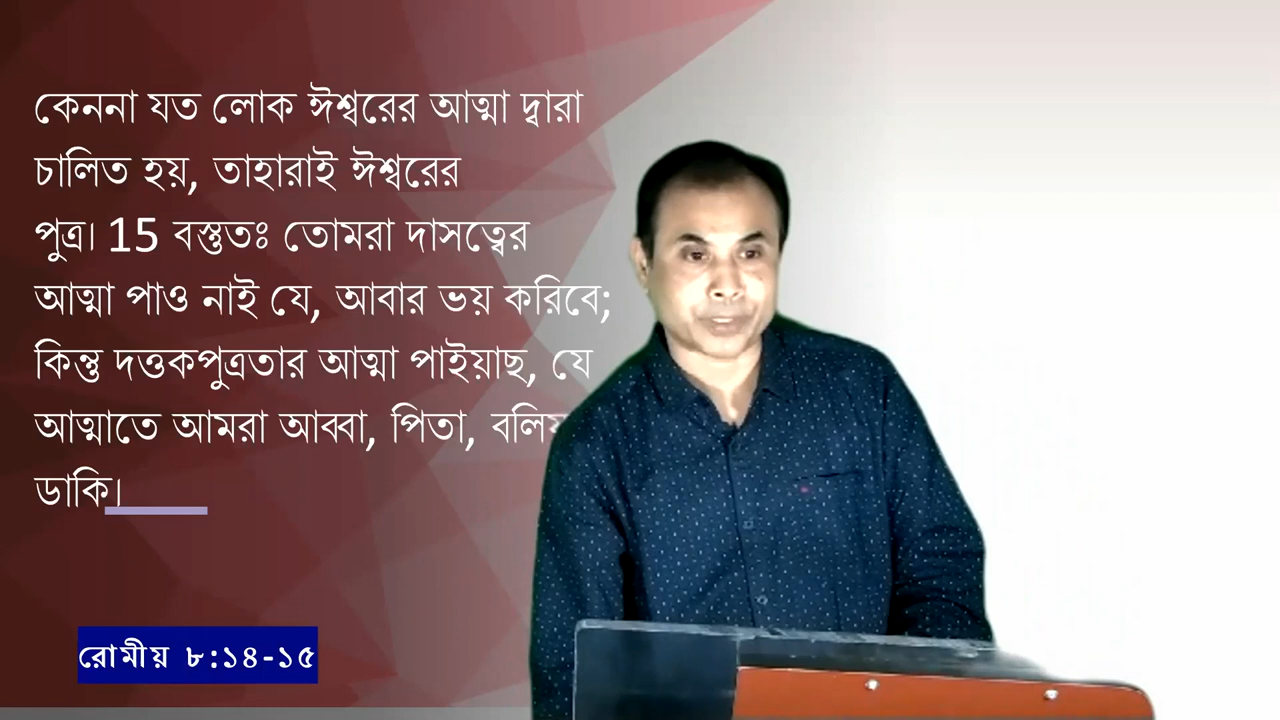 কেননা যত লোক ঈশ্বরের আত্মা দ্বারা
চালিত হয়, তাহারাই ঈশ্বরের
পুত্র। 15 বস্তুতঃ তোমরা দাসত্বের
আত্মা পাও নাই যে, আবার ভয় করিবে;
কিন্তু দত্তকপুত্রতার আত্মা পাইয়াছ, যে
আত্মাতে আমরা আব্বা, পিতা,
ডাকি।
রোমীয় ৮:১৪-১৫